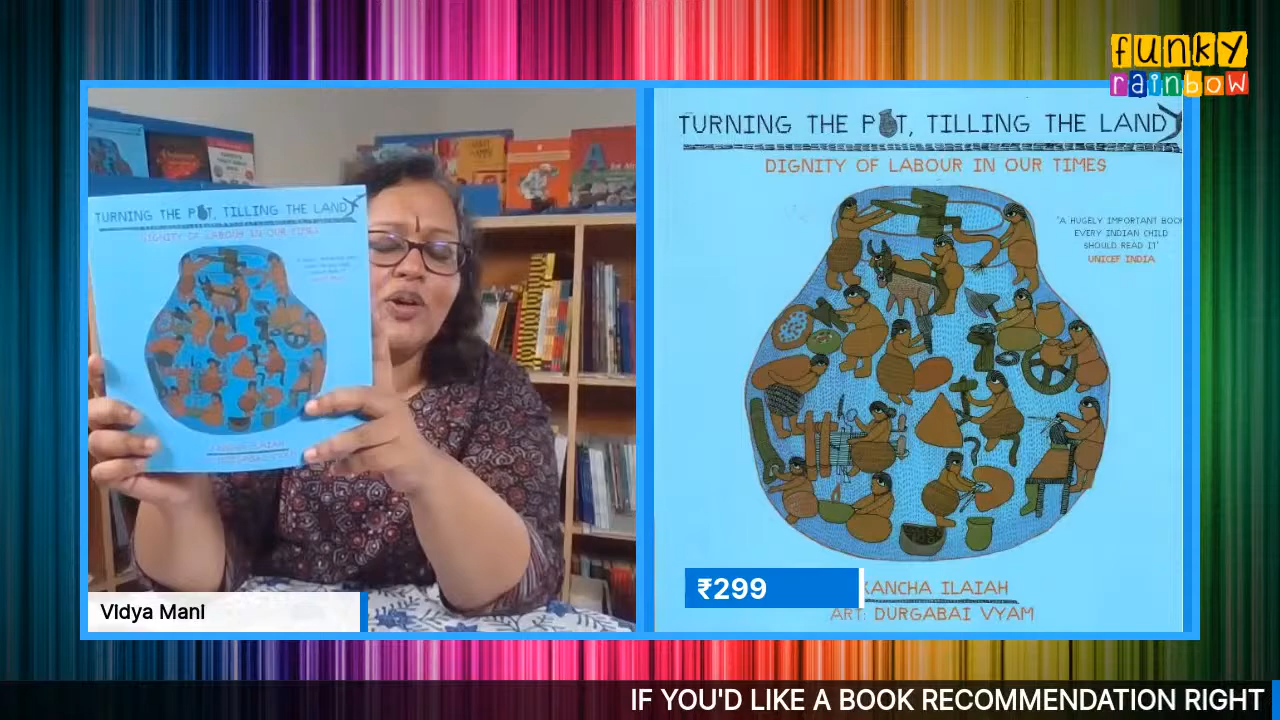 funky
rainbow
TURNING THE POT, TILLING THE LAND
DIGNITY OF LABOUR IN OUR TIMES
TURNING THE POT, TILLING THE LAND
DIGNITY OF LABOUR IN OUR TIMES
"A HUGELY IMPORTANT BOOK
EVERY INDIAN CHILD
SHOULD READ IT"
UNICEF INDIA
₹299
KANCHA ILAIAH
ART: DURGABAI VYAM
KANCHA ILAIAH
Vidya Mani
IF YOU'D LIKE A BOOK RECOMMENDATION RIGHT